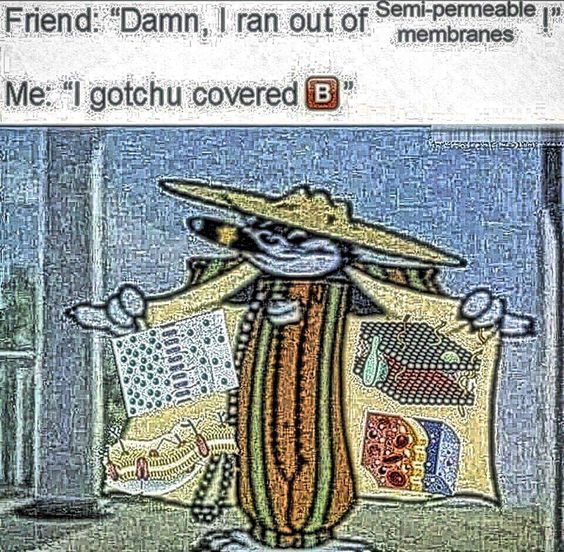 Friend: "Damn, I ran out of Semi-permeable membranes !"
Me: "I gotchu covered 🅱"